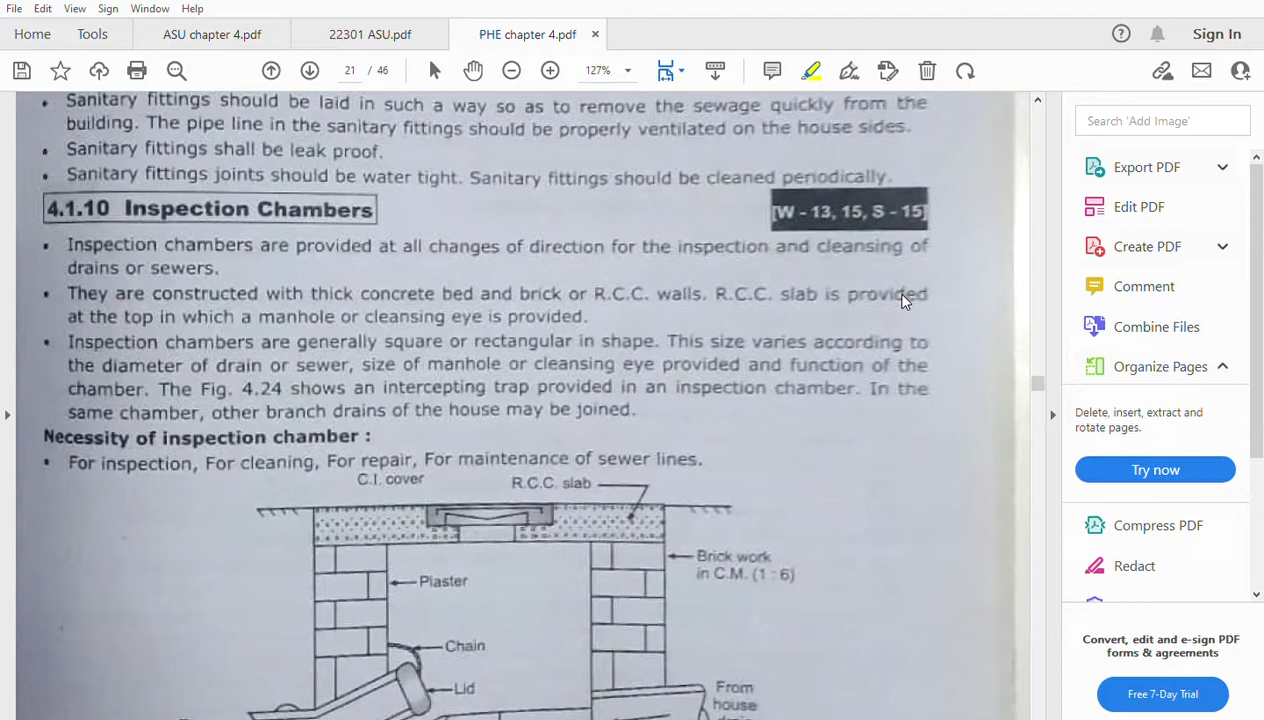 File Edit View Sign Window Help
Home Tools ASU chapter 4.pdf 22301 ASU.pdf PHE chapter 4.pdf × Sign In
21 / 46 127%
Sanitary fittings should be laid in such a way so as to remove the sewage quickly from the
building. The pipe line in the sanitary fittings should be properly ventilated on the house sides.
Sanitary fittings shall be leak proof.
Sanitary fittings joints should be water tight. Sanitary fittings should be cleaned periodically.
4.1.10 Inspection Chambers [W - 13, 15, S - 15]
Inspection chambers are provided at all changes of direction for the inspection and cleansing of
drains or sewers.
They are constructed with thick concrete bed and brick or R.C.C. walls. R.C.C. slab is provided
at the top in which a manhole or cleansing eye is provided.
Inspection chambers are generally square or rectangular in shape. This size varies according to
the diameter of drain or sewer, size of manhole or cleansing eye provided and function of the
chamber. The Fig. 4.24 shows an intercepting trap provided in an inspection chamber. In the
same chamber, other branch drains of the house may be joined.
Necessity of inspection chamber :
For inspection, For cleaning, For repair, For maintenance of sewer lines.
C.I. cover R.C.C. slab
Brick work
in C.M. (1 : 6)
Plaster
Chain
Lid
From
house
Search 'Add Image'
Export PDF
Edit PDF
Create PDF
Comment
Combine Files
Organize Pages
Delete, insert, extract and
rotate pages.
Try now
Compress PDF
Redact
Convert, edit and e-sign PDF
forms & agreements
Free 7-Day Trial